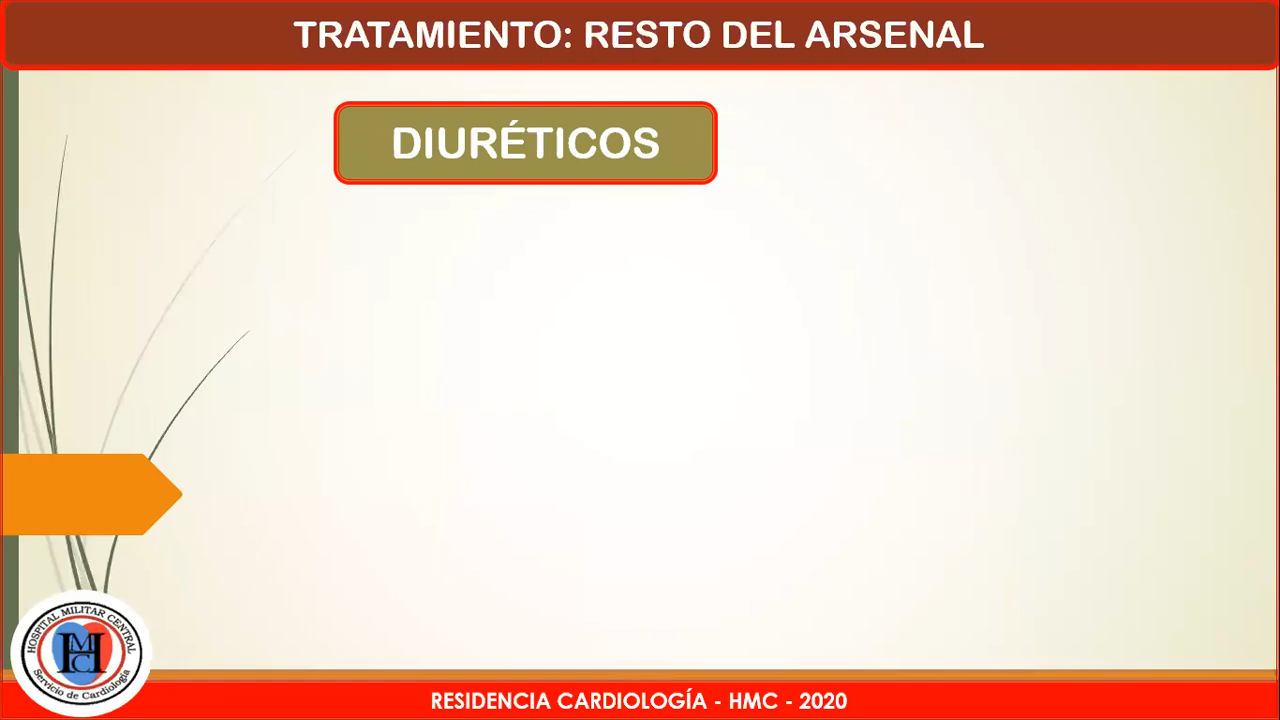 TRATAMIENTO: RESTO DEL ARSENAL
DIURÉTICOS
HOSPITAL MILITAR CENTRAL
HMC
Servicio de Cardiología
RESIDENCIA CARDIOLOGÍA - HMC - 2020